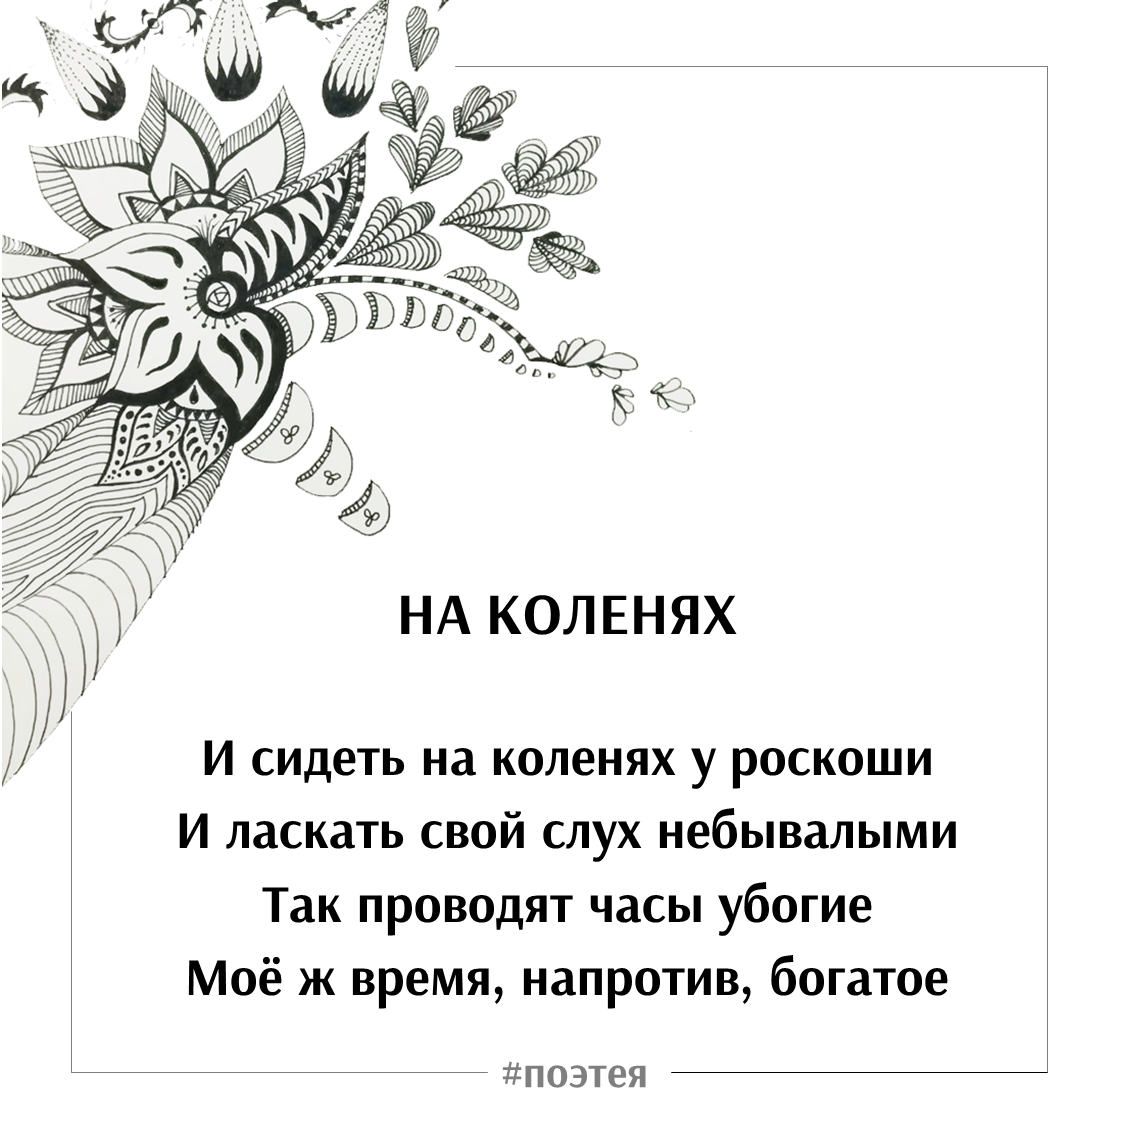 НА КОЛЕНЯХ
И сидеть на коленях у роскоши
И ласкать свой слух небывалыми
Так проводят часы убогие
Моё ж время, напротив, богатое
#поэтея